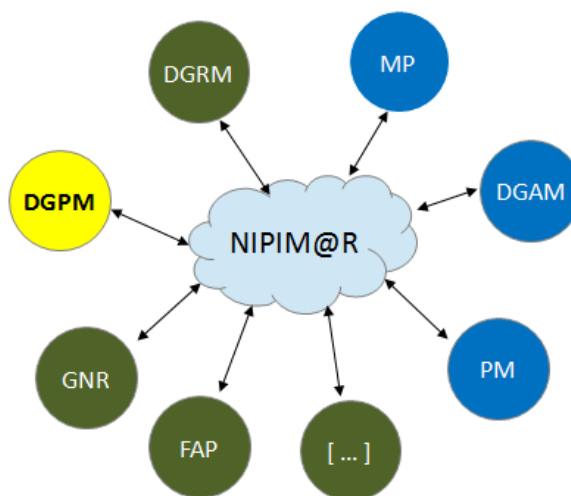 DGRM
MP
DGPM
DGAM
NIPIM@R
GNR
PM
FAP
[ ... ]